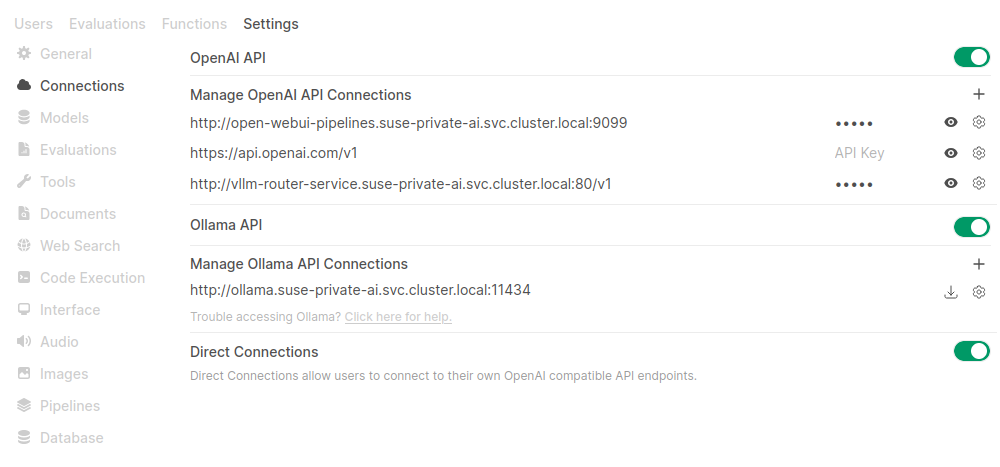 Users Evaluations Functions Settings
General
Connections
Models
Evaluations
Tools
Documents
Web Search
Code Execution
Interface
Audio
Images
Pipelines
Database
OpenAI API
Manage OpenAI API Connections
http://open-webui-pipelines.suse-private-ai.svc.cluster.local:9099 •••••
https://api.openai.com/v1 API Key
http://vllm-router-service.suse-private-ai.svc.cluster.local:80/v1 •••••
Ollama API
Manage Ollama API Connections
http://ollama.suse-private-ai.svc.cluster.local:11434
Trouble accessing Ollama? Click here for help.
Direct Connections
Direct Connections allow users to connect to their own OpenAI compatible API endpoints.